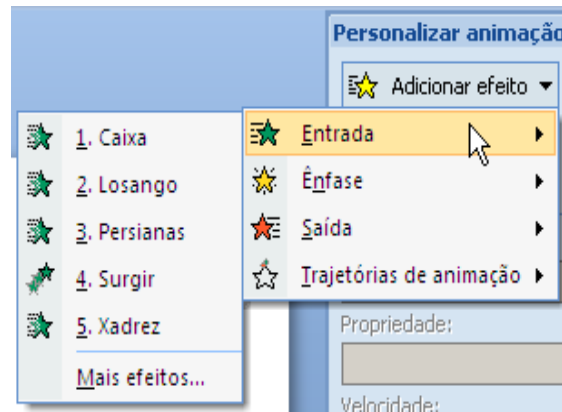 Personalizar animação
Adicionar efeito
Entrada
Ênfase
Saída
Trajetórias de animação
1. Caixa
2. Losango
3. Persianas
4. Surgir
5. Xadrez
Mais efeitos...
Propriedade:
Velocidade: